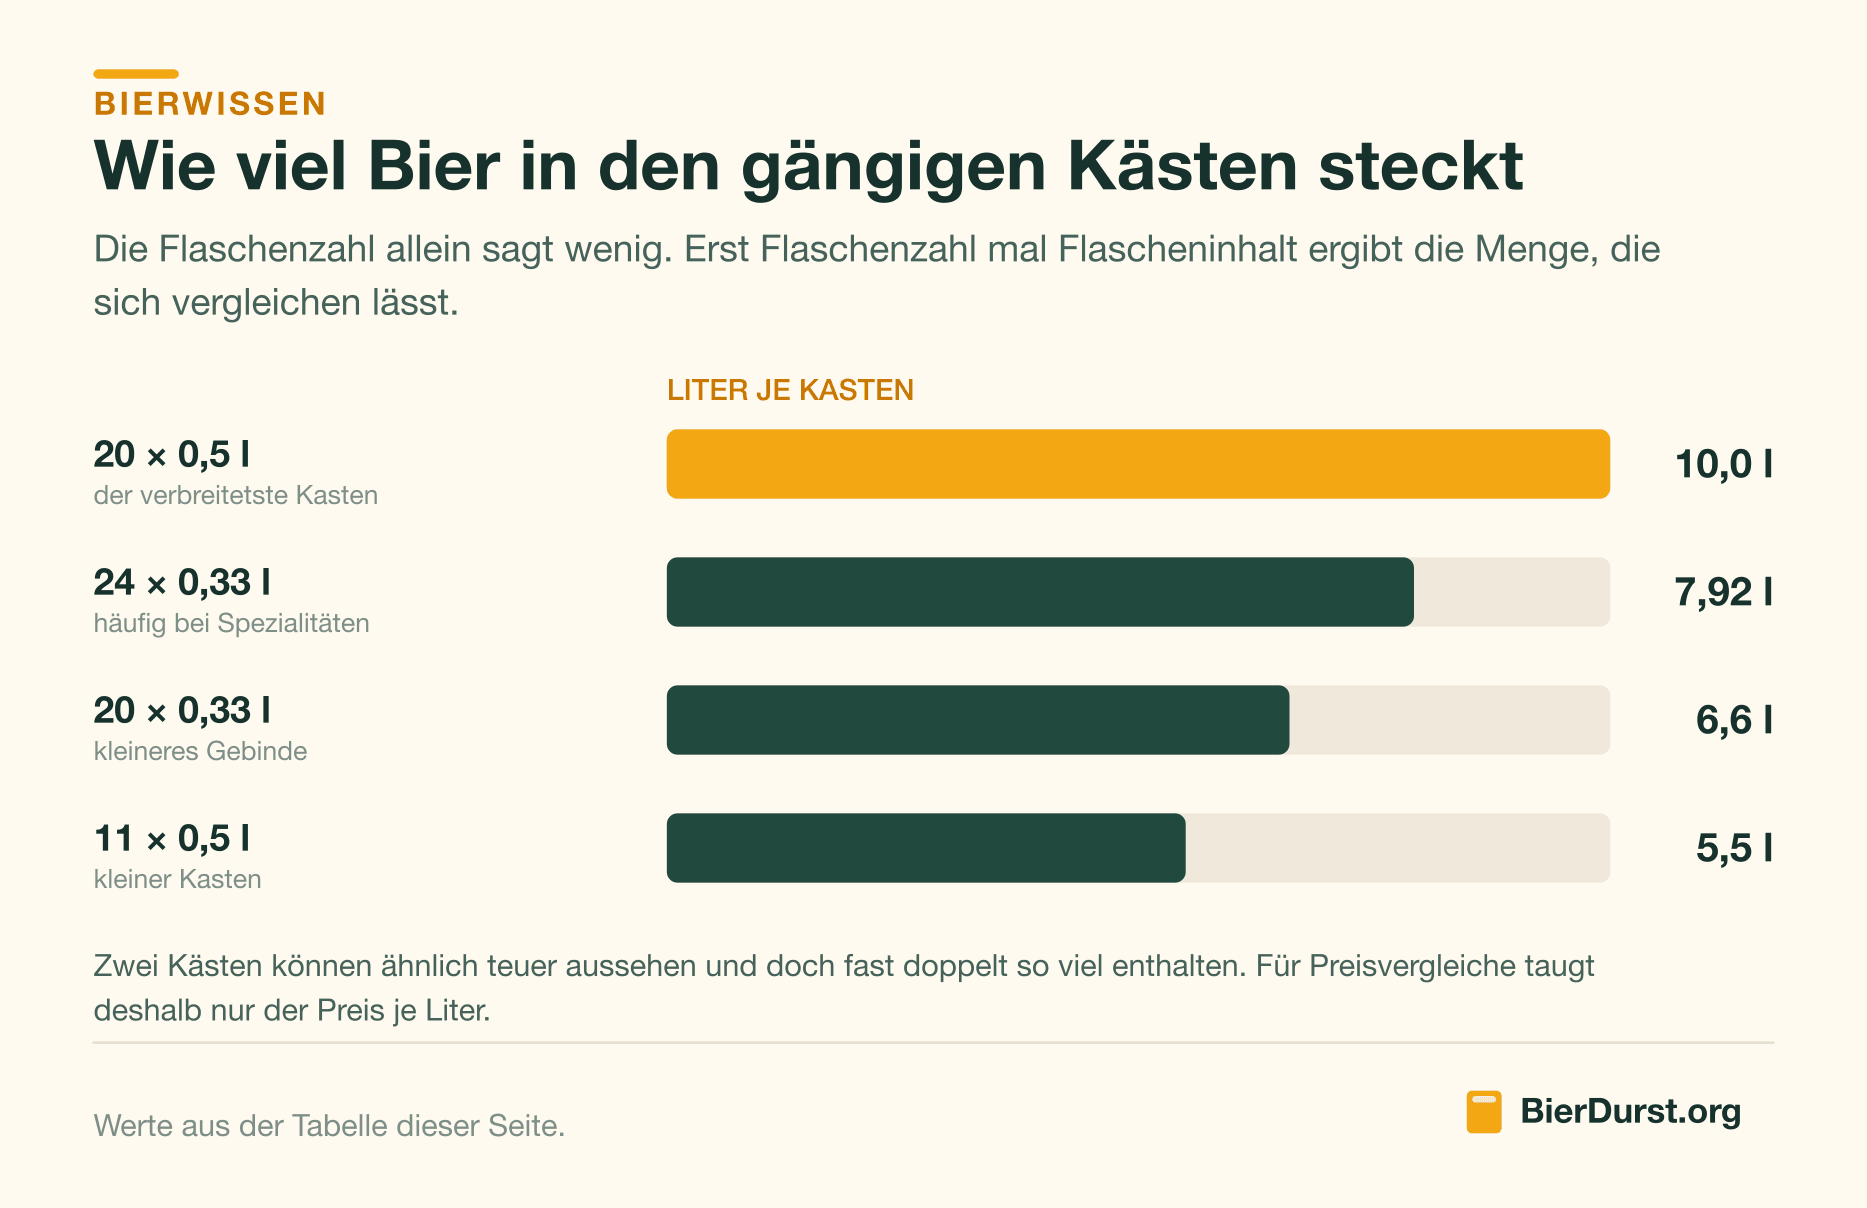 BIERWISSEN
Wie viel Bier in den gängigen Kästen steckt
Die Flaschenzahl allein sagt wenig. Erst Flaschenzahl mal Flascheninhalt ergibt die Menge, die
sich vergleichen lässt.
LITER JE KASTEN
20 × 0,5 l
der verbreitetste Kasten
10,0 l
24 × 0,33 l
häufig bei Spezialitäten
7,92 l
20 × 0,33 l
kleineres Gebinde
6,6 l
11 × 0,5 l
kleiner Kasten
5,5 l
Zwei Kästen können ähnlich teuer aussehen und doch fast doppelt so viel enthalten. Für Preisvergleiche taugt
deshalb nur der Preis je Liter.
Werte aus der Tabelle dieser Seite.
BierDurst.org